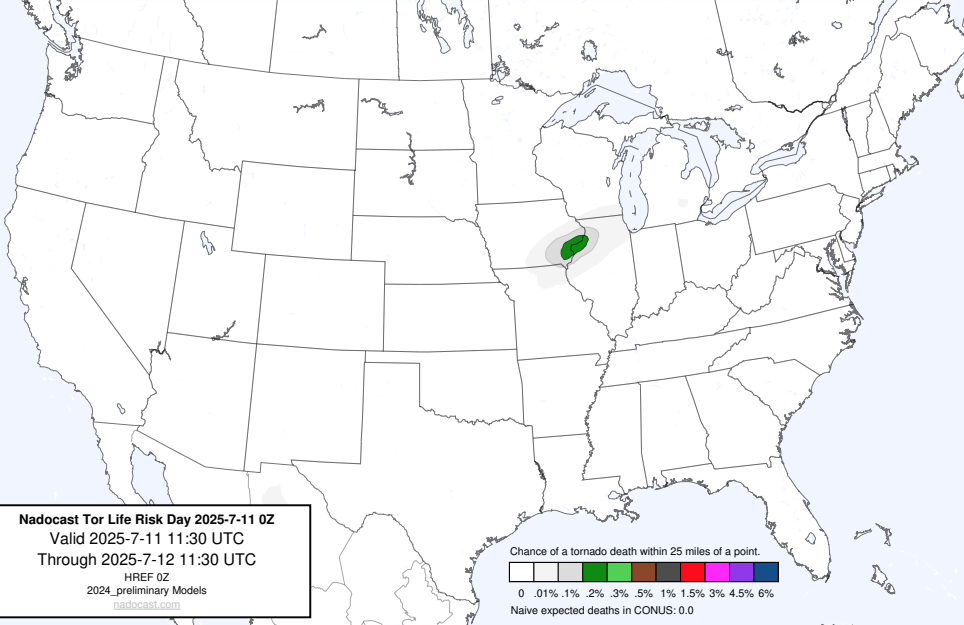 Nadocast Tor Life Risk Day 2025-7-11 0Z
Valid 2025-7-11 11:30 UTC
Through 2025-7-12 11:30 UTC
HREF 0Z
2024_preliminary Models
nadocast.com
Chance of a tornado death within 25 miles of a point.
0 .01% .1% .2% .3% .5% 1% 1.5% 3% 4.5% 6%
Naive expected deaths in CONUS: 0.0